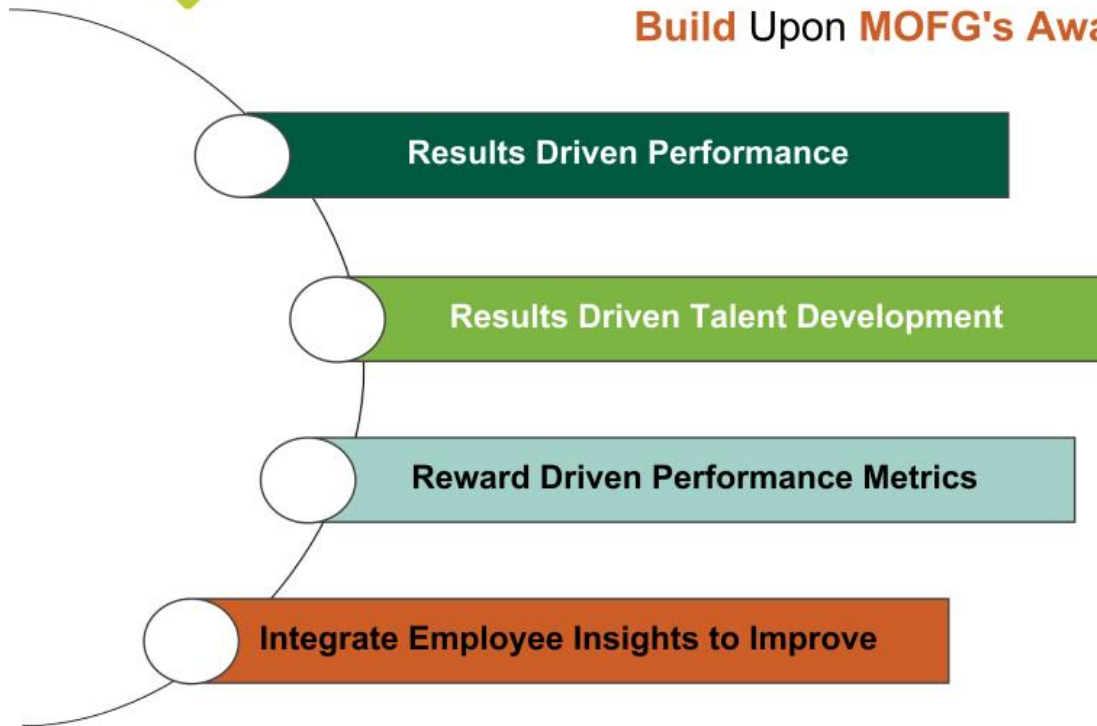 Build Upon MOFG's
Results Driven Performance
Results Driven Talent Development
Reward Driven Performance Metrics
Integrate Employee Insights to Improve